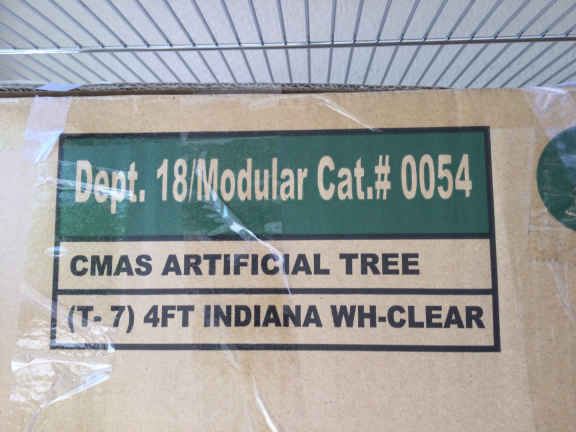 Dept. 18/Modular Cat.# 0054
CMAS ARTIFICIAL TREE
(T- 7) 4FT INDIANA WH-CLEAR